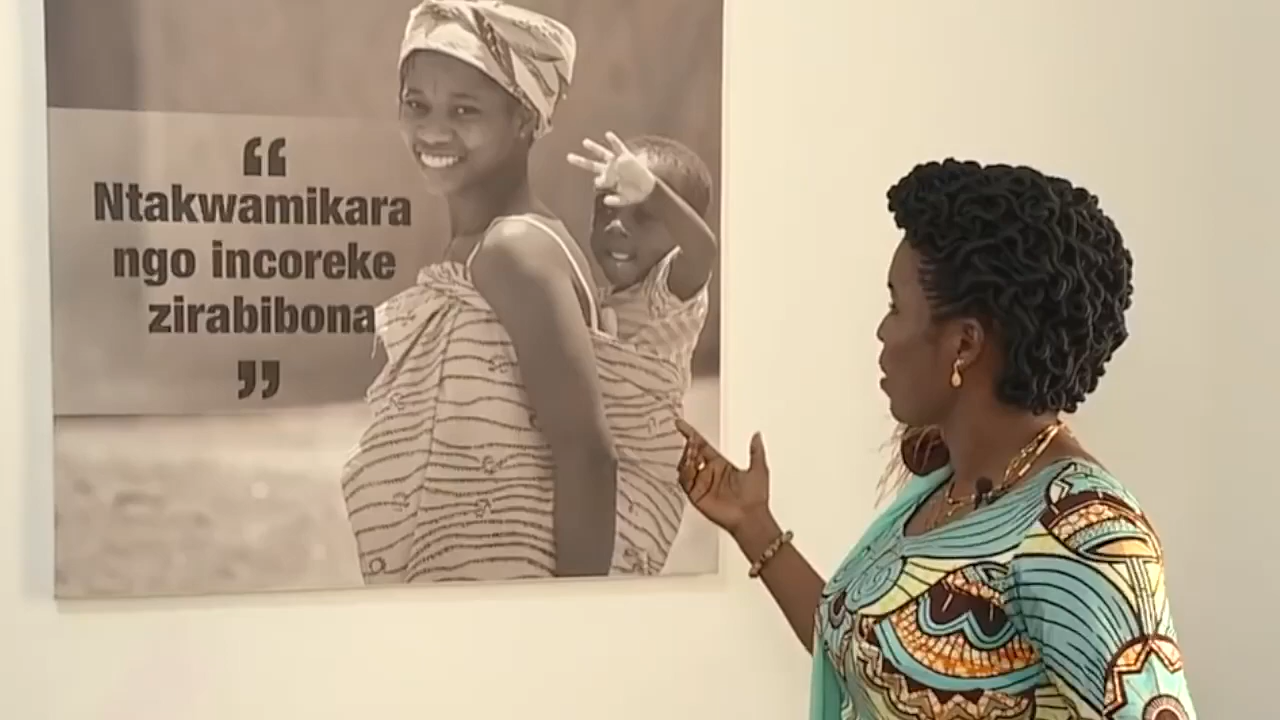 “
Ntakwamikara
ngo incoreke
zirabibona
”